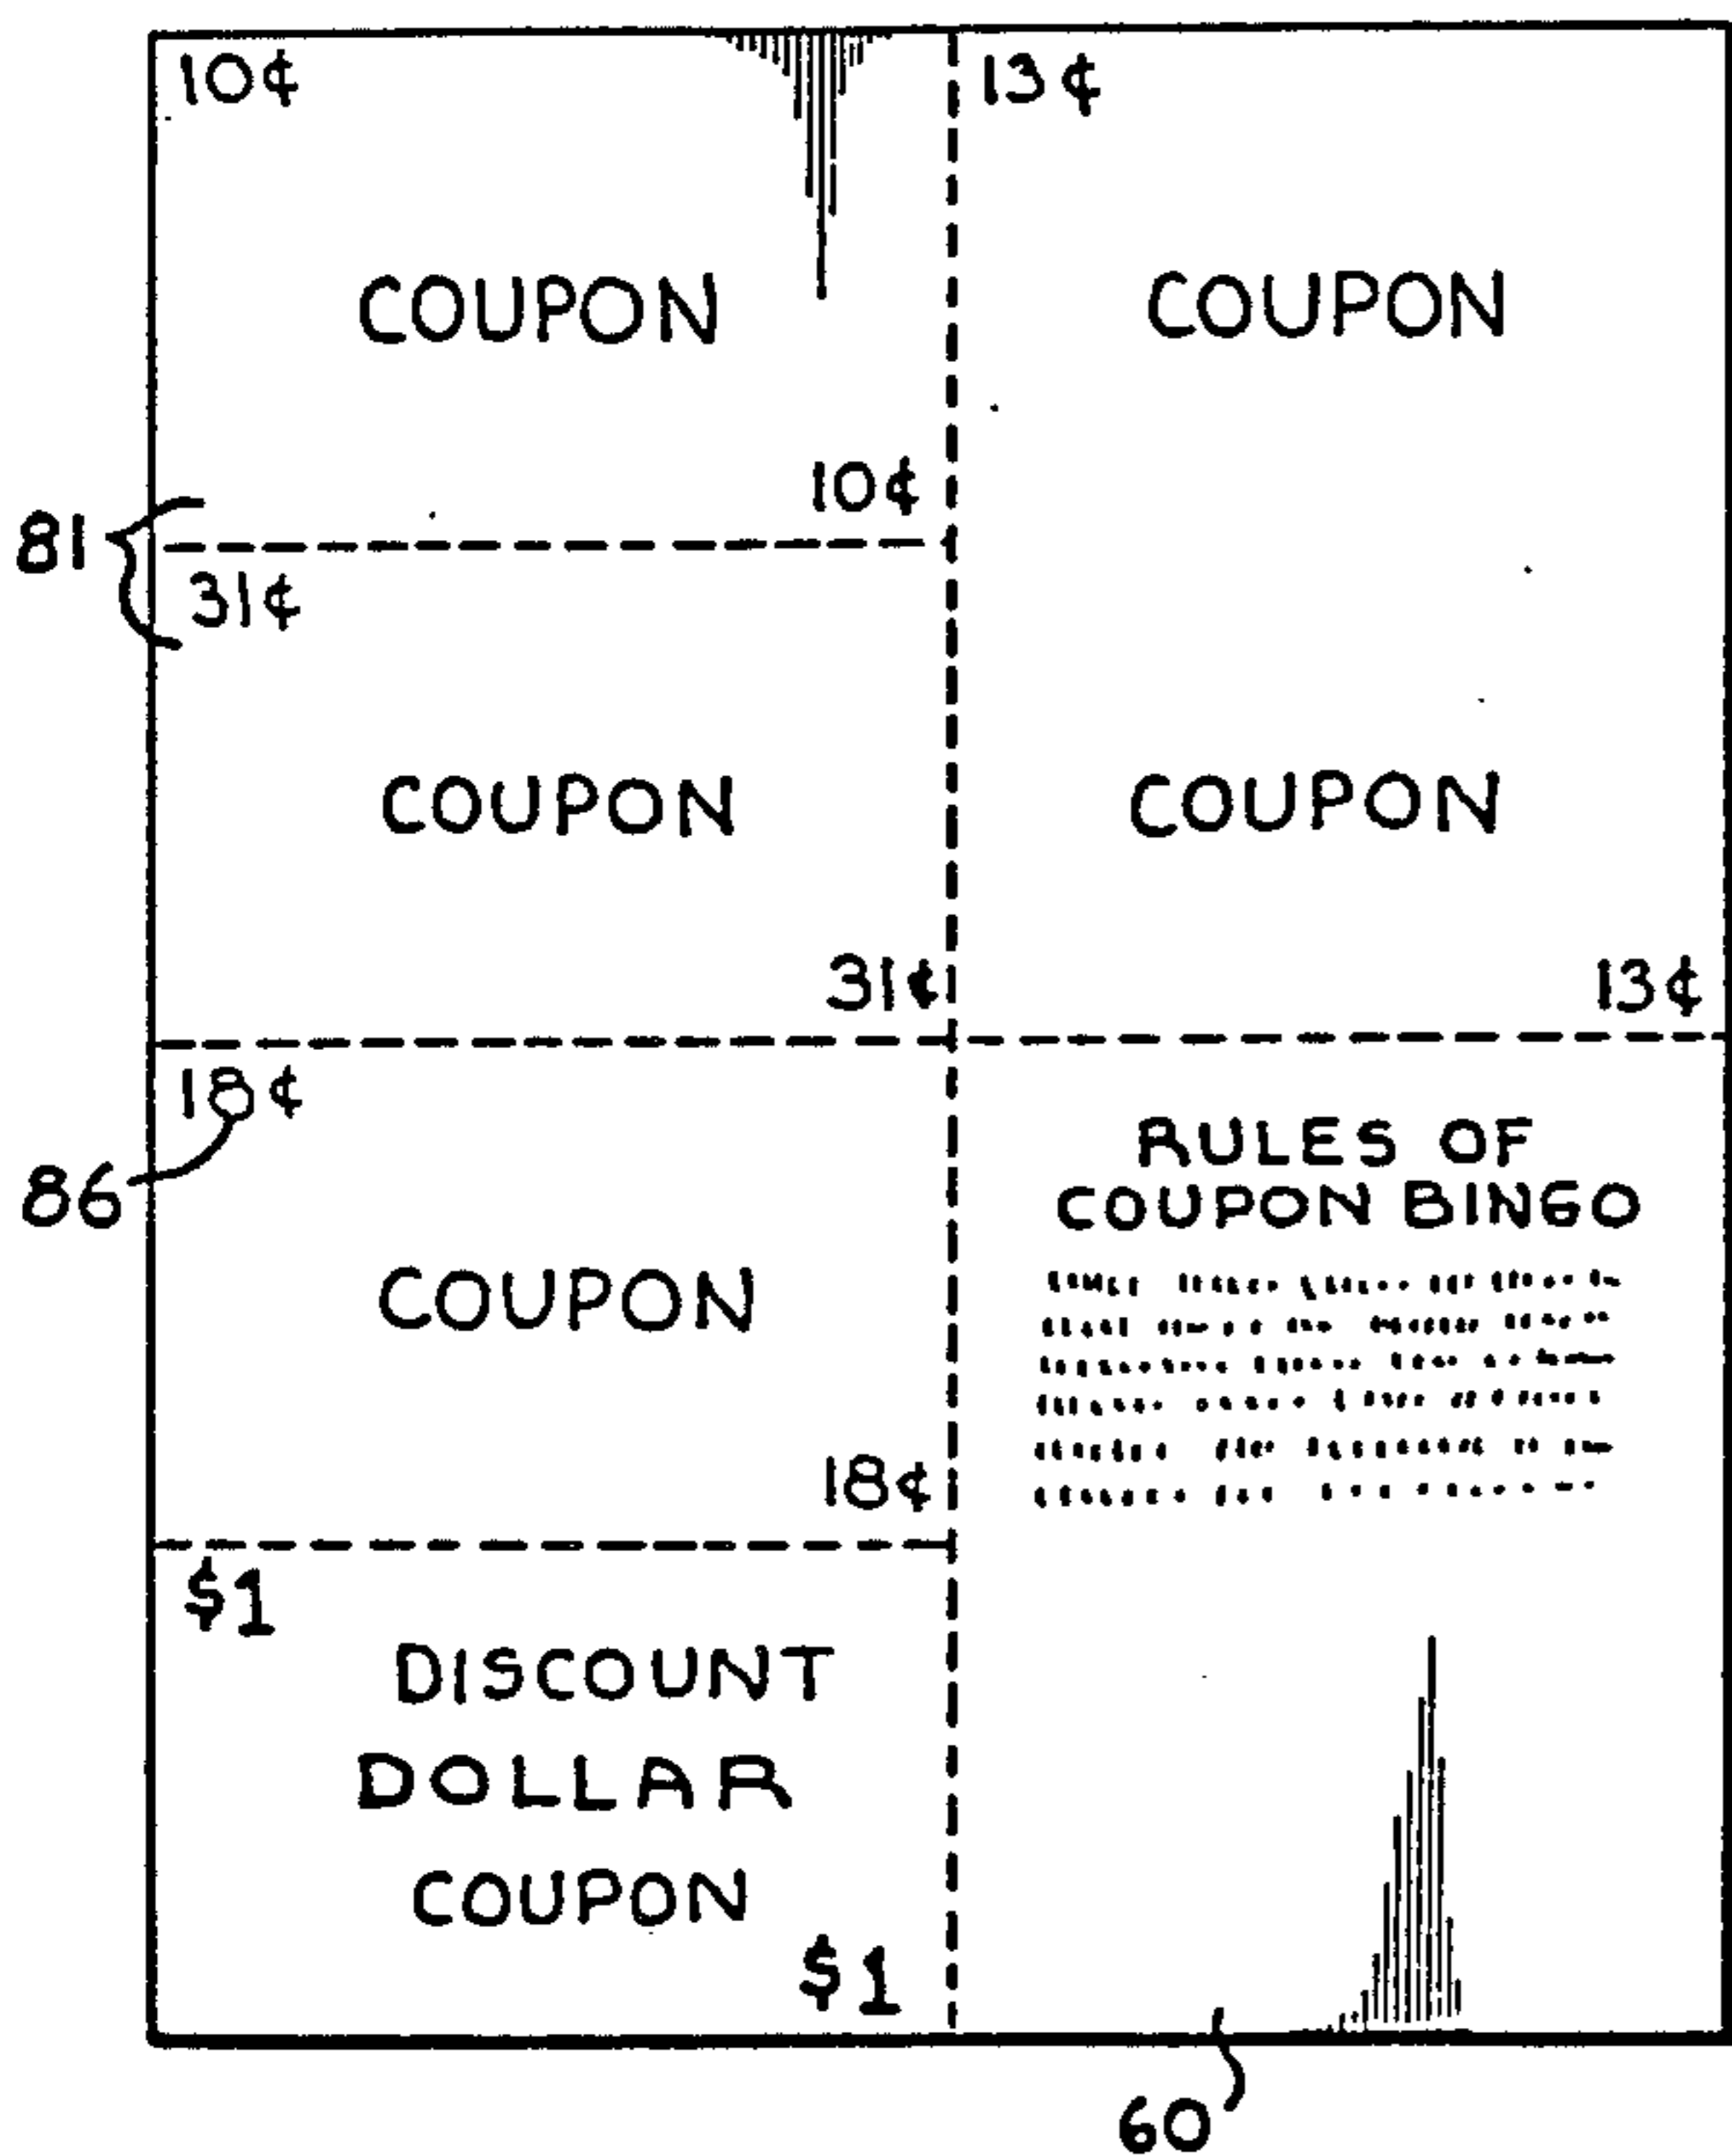 10¢
13¢
COUPON
COUPON
10¢
81
31¢
COUPON
COUPON
31¢
13¢
18¢
86
RULES OF
COUPON BINGO
COUPON
18¢
$1
DISCOUNT
DOLLAR
COUPON
$1
60